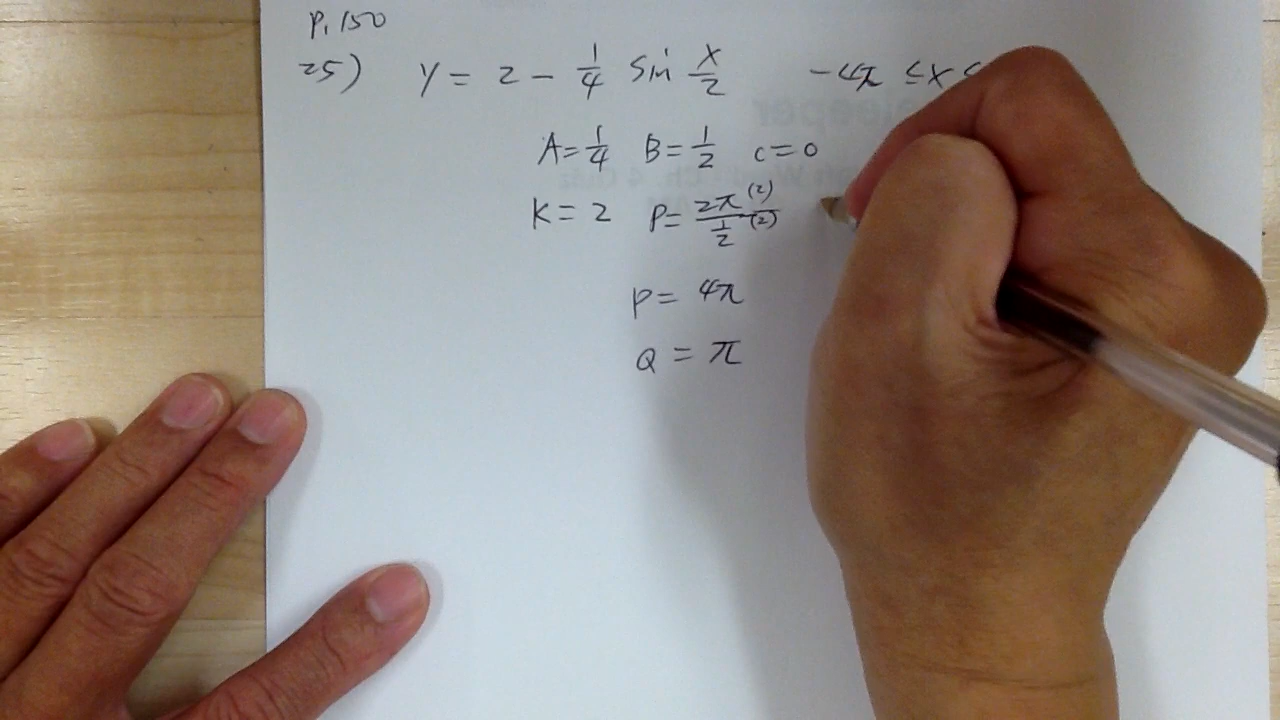 P. 150
25) y = 2 - 1/4 sin x/2 -4π ≤ x ≤
A = 1/4 B = 1/2 C = 0
K = 2 P = 2π (2) / 1/2 (2)
P = 4π
Q = π